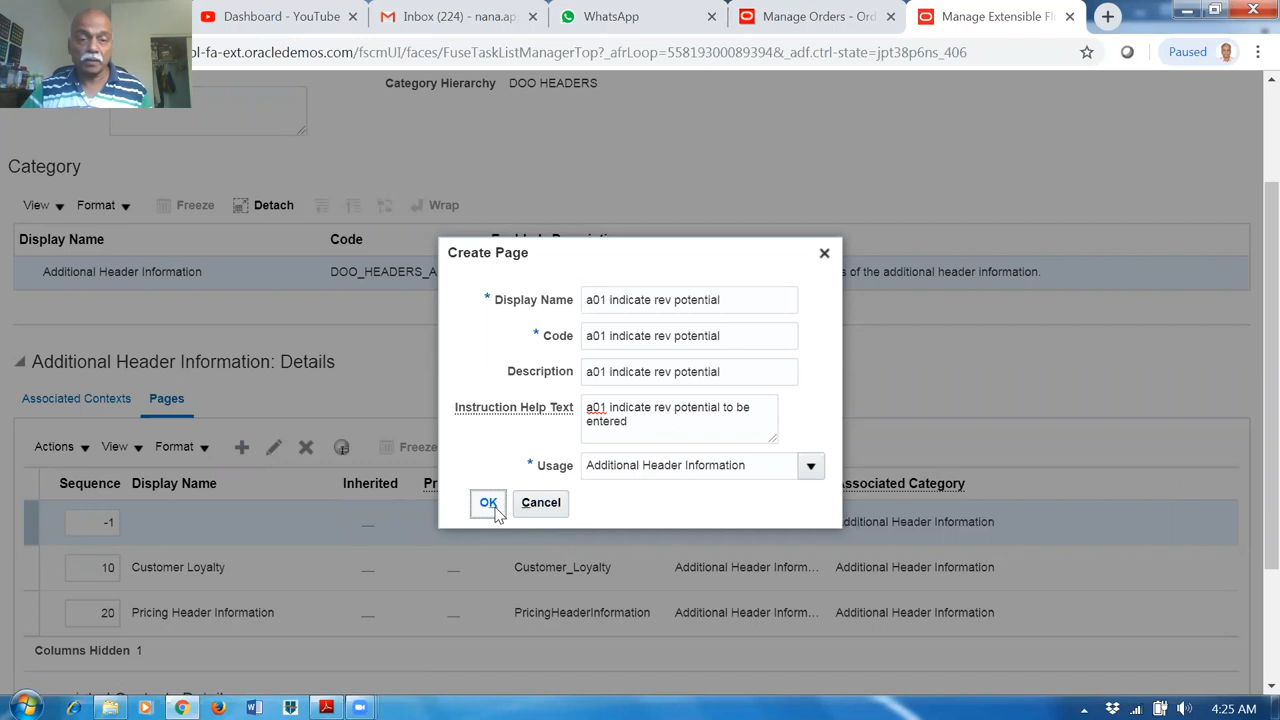 Dashboard - YouTube
Inbox (224) - nana.ap
WhatsApp
Manage Orders - Ord
Manage Extensible Fl
ol-fa-ext.oracledemos.com/fscmUI/faces/FuseTaskListManagerTop?_afrLoop=5581930008939​4&_adf.ctrl-state=jpt38p6ns_406
Paused
Category Hierarchy DOO HEADERS
Category
View Format Freeze Detach Wrap
Display Name Code
Additional Header Information DOO_HEADERS_A s of the additional header information.
Create Page
* Display Name a01 indicate rev potential
* Code a01 indicate rev potential
Description a01 indicate rev potential
Instruction Help Text a01 indicate rev potential to be
entered
* Usage Additional Header Information
OK Cancel
Additional Header Information: Details
Associated Contexts Pages
Actions View Format Freeze
Sequence Display Name Inherited Pr Associated Category
-1 dditional Header Information
10 Customer Loyalty Customer_Loyalty Additional Header Inform... Additional Header Information
20 Pricing Header Information PricingHeaderInformation Additional Header Inform... Additional Header Information
Columns Hidden 1
4:25 AM